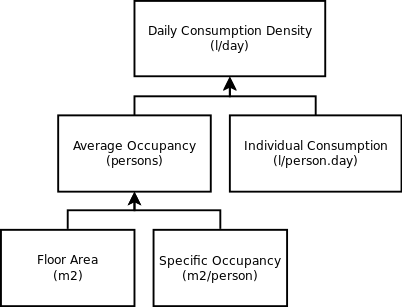 Daily Consumption Density
(l/day)
Average Occupancy
(persons)
Individual Consumption
(l/person.day)
Floor Area
(m2)
Specific Occupancy
(m2/person)